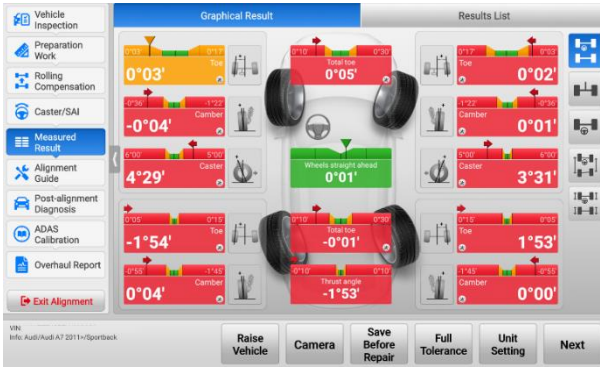 Vehicle
Inspection
Preparation
Work
Rolling
Compensation
Caster/SAI
Measured
Result
Alignment
Guide
Post-alignment
Diagnosis
ADAS
Calibration
Overhaul Report
Exit Alignment
Graphical Result
Results List
0°03' 0°17'
Toe
0°03'
-0°36' -1°22'
Camber
-0°04'
6°00' 5°00'
Caster
4°29'
0°10' 0°30'
Total toe
0°05'
0°17' 0°03'
Toe
0°02'
-1°22' -0°36'
Camber
0°01'
5°00' 6°00'
Caster
3°31'
Wheels straight ahead
0°01'
0°05' 0°15'
Toe
-1°54'
-0°55' -1°45'
Camber
0°04'
0°10' 0°30'
Total toe
-0°01'
-0°10' 0°10'
Thrust angle
-1°53'
0°15' 0°05'
Toe
1°53'
-1°45' -0°55'
Camber
0°00'
VIN:
Info: Audi/Audi A7 2011>/Sportback
Raise
Vehicle
Camera
Save
Before
Repair
Full
Tolerance
Unit
Setting
Next